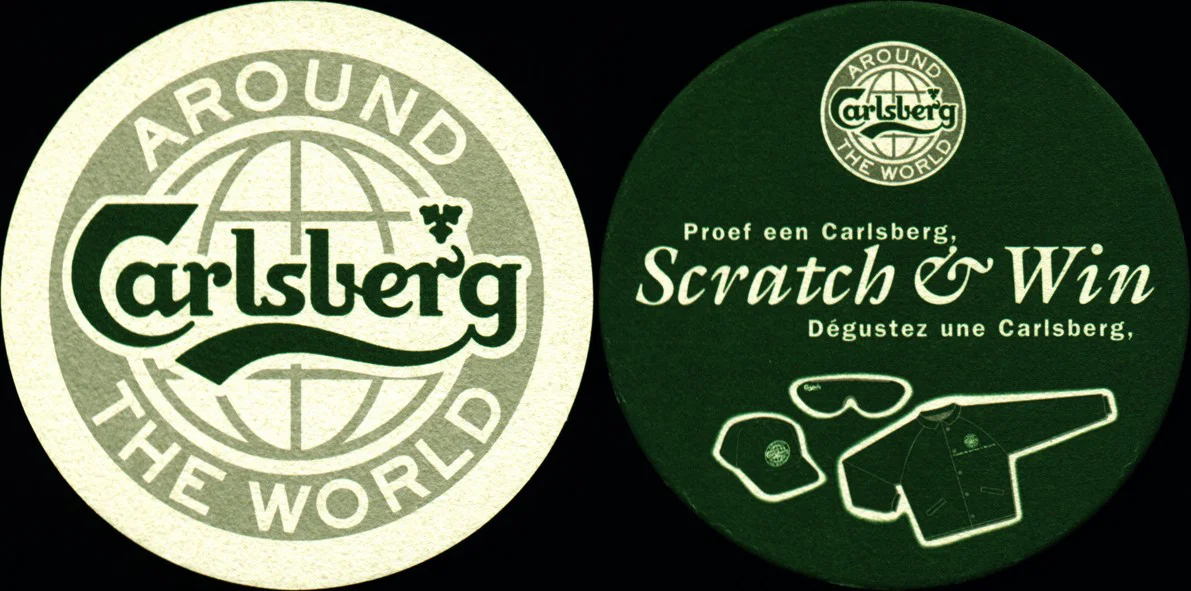 AROUND
Carlsberg
THE WORLD
AROUND
Carlsberg
THE WORLD
Proef een Carlsberg,
Scratch & Win
Dégustez une Carlsberg,